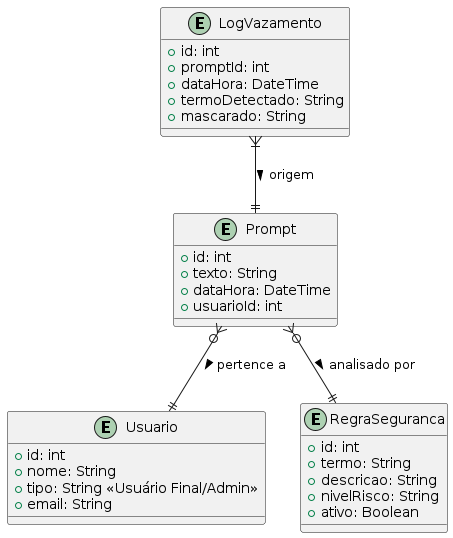 E LogVazamento
id: int
promptId: int
dataHora: DateTime
termoDetectado: String
mascarado: String
origem
E Prompt
id: int
texto: String
dataHora: DateTime
usuarioId: int
pertence a
analisado por
E Usuario
id: int
nome: String
tipo: String «Usuário Final/Admin»
email: String
E RegraSeguranca
id: int
termo: String
descricao: String
nivelRisco: String
ativo: Boolean